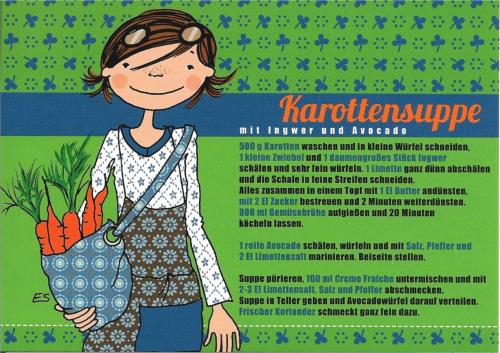 Karottensuppe
mit Ingwer und Avocado
500 g Karotten waschen und in kleine Würfel schneiden,
1 kleine Zwiebel und 1 daumengroßes Stück Ingwer
schälen und sehr fein würfeln. 1 Limette ganz dünn abschälen
und die Schale in feine Streifen schneiden.
Alles zusammen in einem Topf mit 1 El Butter andünsten,
mit 2 El Zucker bestreuen und 2 Minuten weiterdünsten.
800 ml Gemüsebrühe aufgießen und 20 Minuten
köcheln lassen.
1 reife Avocado schälen, würfeln und mit Salz, Pfeffer und
2 El Limettensaft marinieren. Beiseite stellen.
Suppe pürieren, 100 ml Creme Fraiche untermischen und mit
2-3 El Limettensaft, Salz und Pfeffer abschmecken.
Suppe in Teller geben und Avocadowürfel darauf verteilen.
Frischer Koriander schmeckt ganz fein dazu.
ES